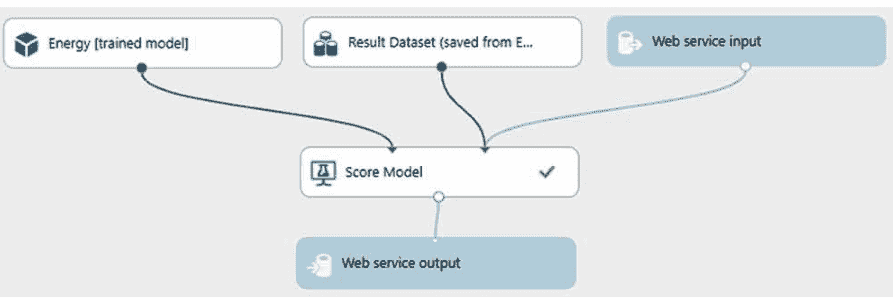 Energy [trained model]
Result Dataset (saved from E...
Web service input
Score Model
Web service output